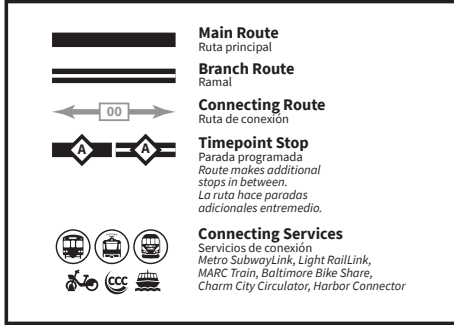 Main Route
Ruta principal
Branch Route
Ramal
00
Connecting Route
Ruta de conexión
A A
Timepoint Stop
Parada programada
Route makes additional
stops in between.
La ruta hace paradas
adicionales entremedio.
Connecting Services
Servicios de conexión
Metro SubwayLink, Light RailLink,
MARC Train, Baltimore Bike Share,
Charm City Circulator, Harbor Connector
CCC